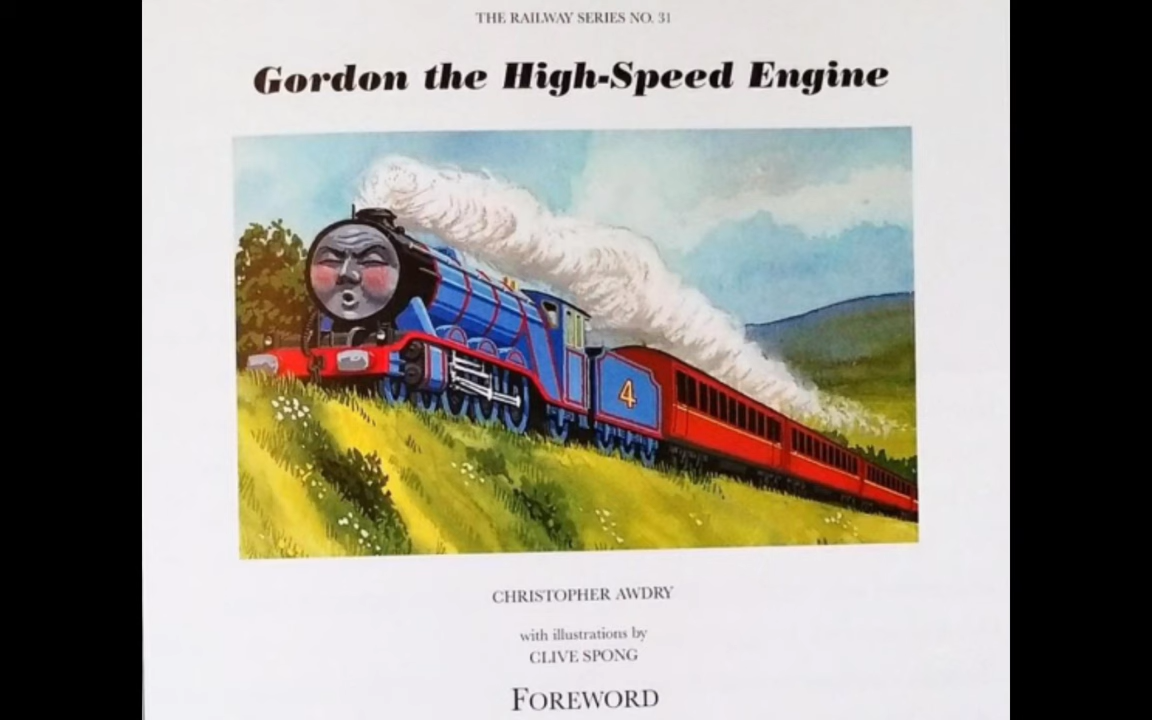 THE RAILWAY SERIES NO. 31
Gordon the High-Speed Engine
4
CHRISTOPHER AWDRY
with illustrations by
CLIVE SPONG
FOREWORD